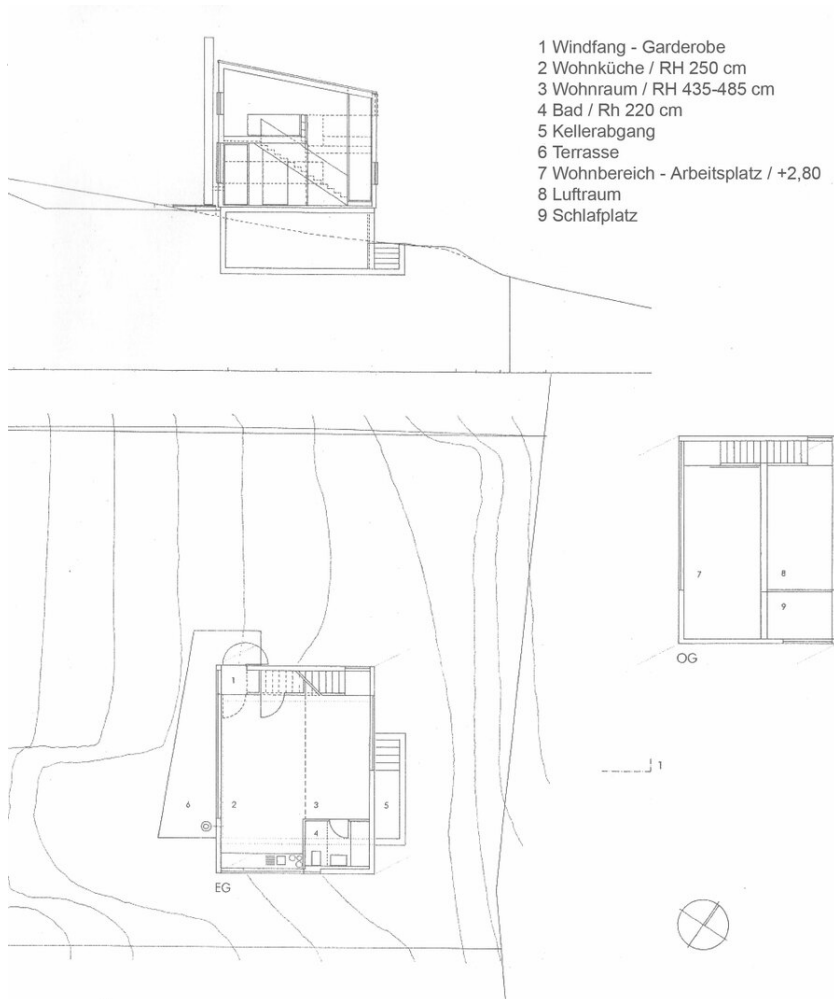 1 Windfang - Garderobe
2 Wohnküche / RH 250 cm
3 Wohnraum / RH 435-485 cm
4 Bad / Rh 220 cm
5 Kellerabgang
6 Terrasse
7 Wohnbereich - Arbeitsplatz / +2,80
8 Luftraum
9 Schlafplatz
7
8
9
OG
1
1
6
2
3
5
4
EG